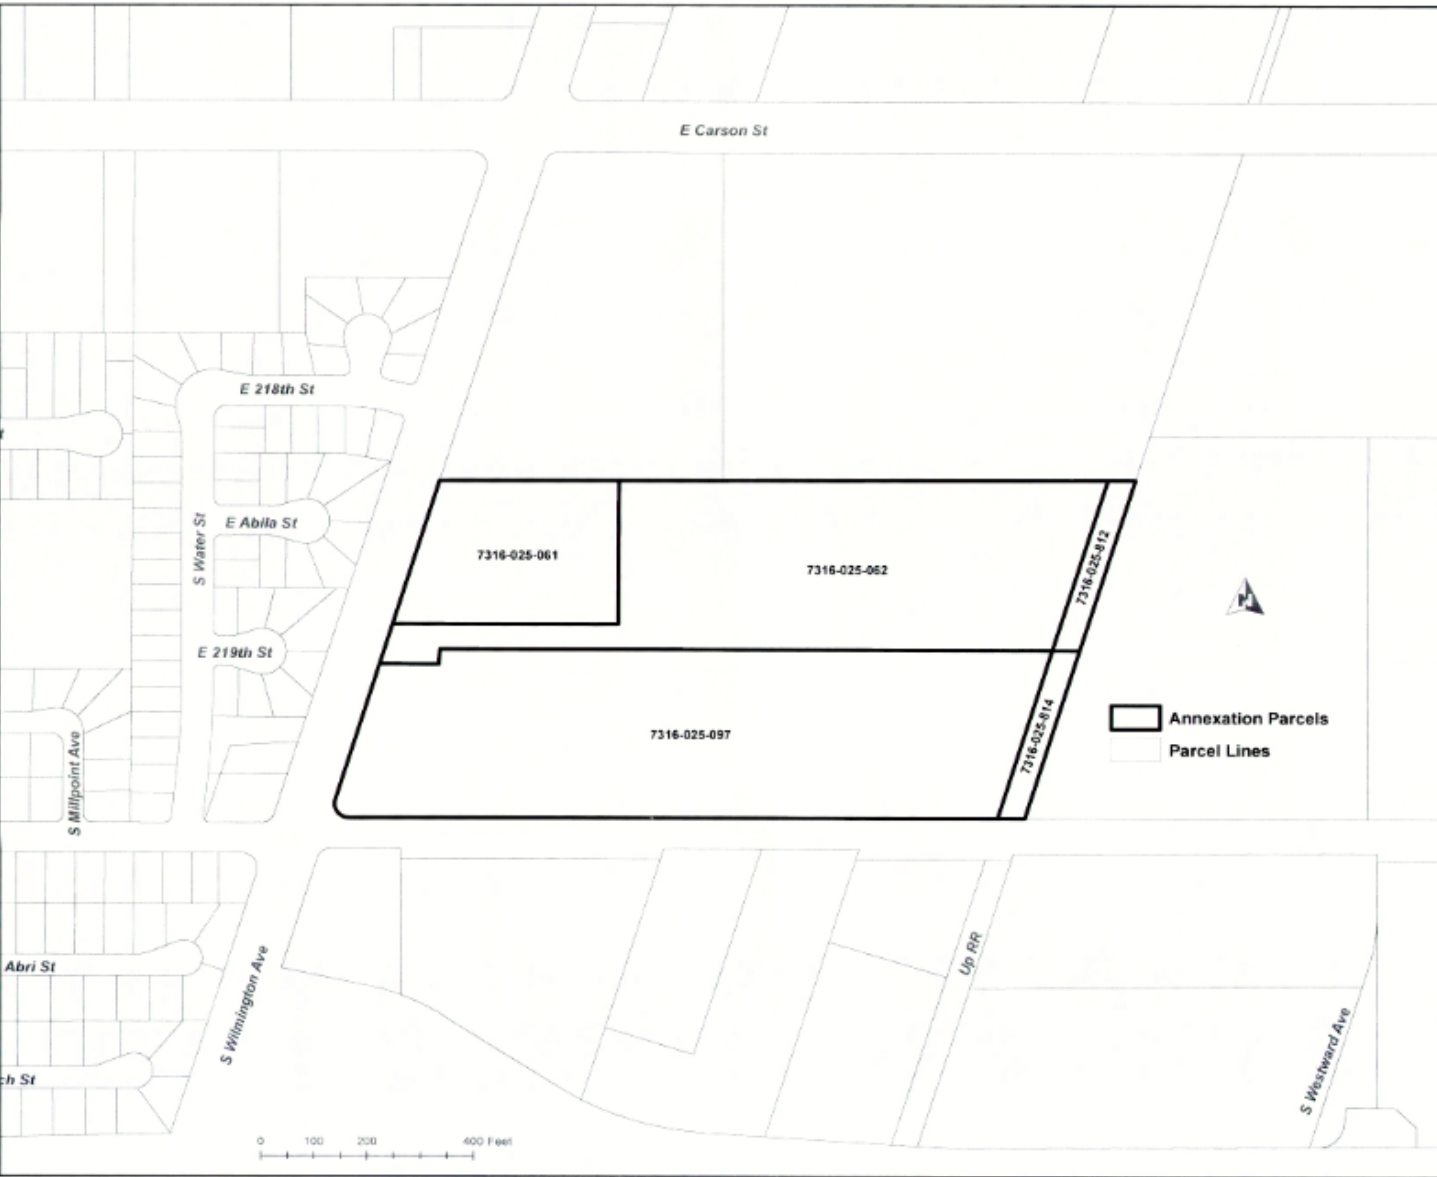 E Carson St
E 218th St
t
S Water St
E Abila St
7316-025-061
7316-025-062
7316-025-812
N
E 219th St
7316-025-097
7316-025-814
Annexation Parcels
Parcel Lines
S Millpoint Ave
Abri St
S Wilmington Ave
Up RR
S Westward Ave
ch St
0 100 200 400 Feet